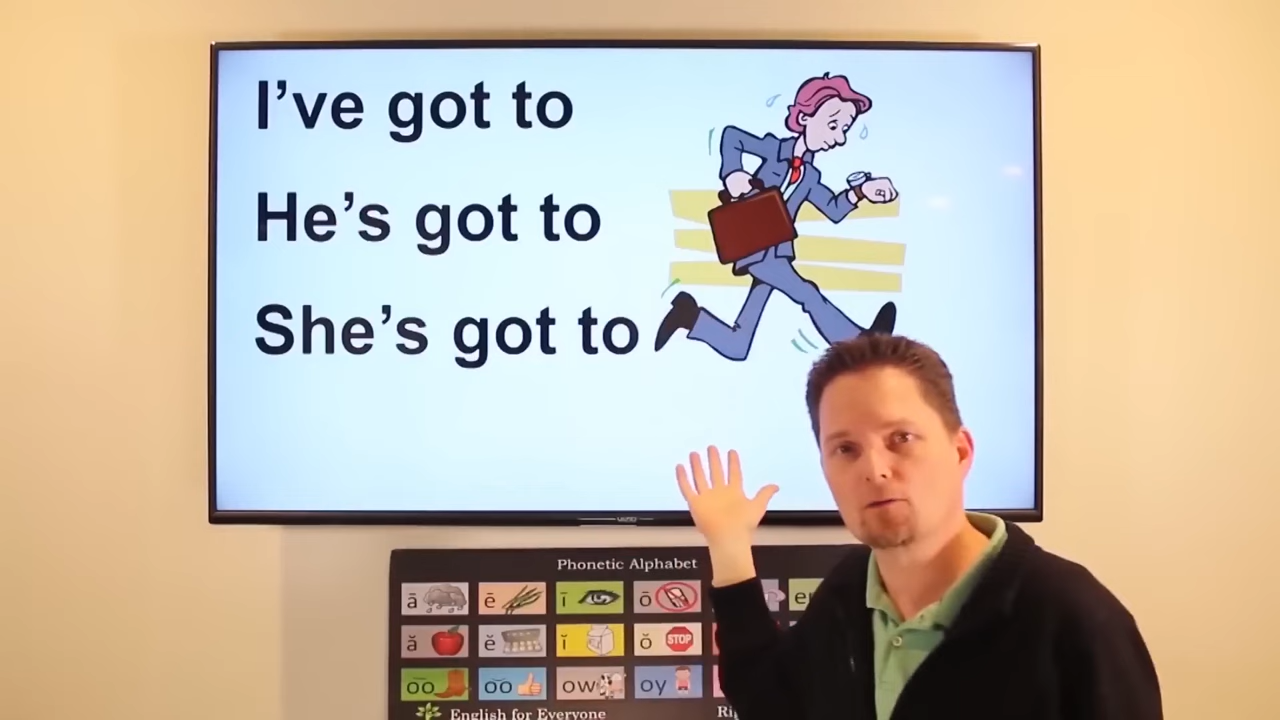 I've got to
He's got to
She's got to
Phonetic Alphabet
ā ē ī ō er
ă ĕ ĭ ŏ STOP
oo oo ow oy
English for Everyone